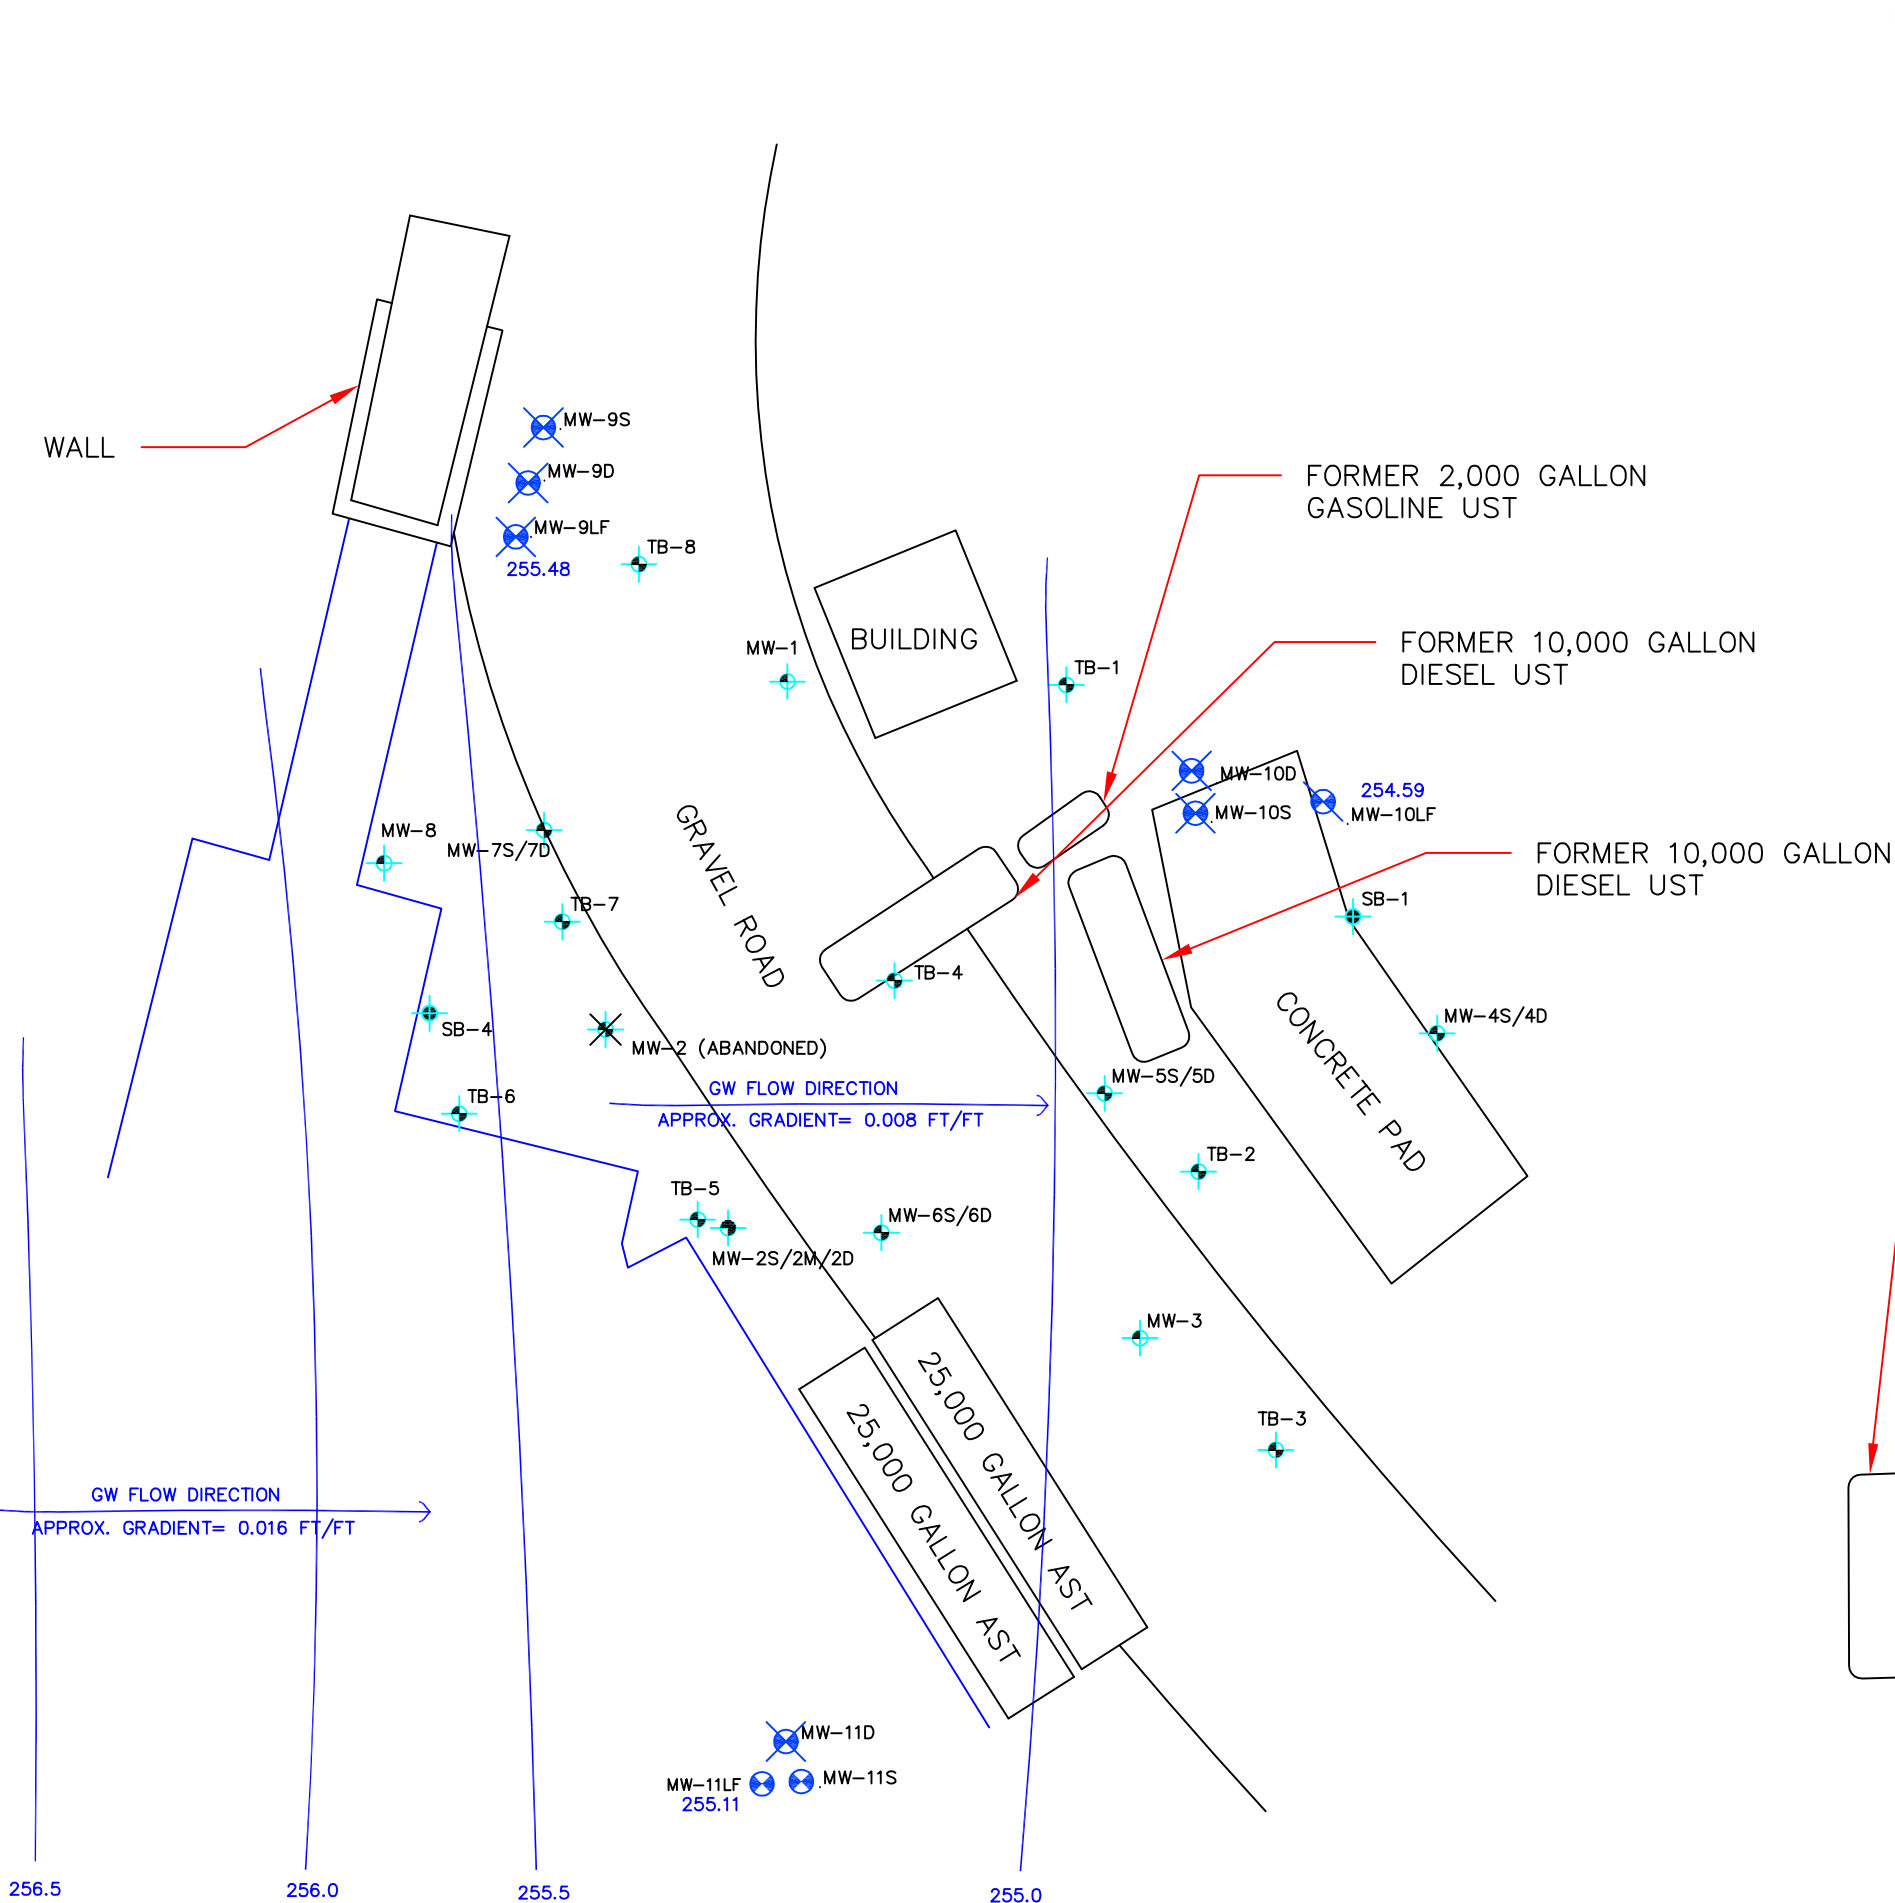 MW-9S
WALL
MW-9D
FORMER 2,000 GALLON
GASOLINE UST
MW-9LF
255.48
TB-8
BUILDING
MW-1
TB-1
FORMER 10,000 GALLON
DIESEL UST
MW-10D
254.59
MW-10S
MW-10LF
MW-8
MW-7S/7D
GRAVEL ROAD
FORMER 10,000 GALLON
DIESEL UST
TB-7
SB-1
TB-4
SB-4
MW-2 (ABANDONED)
MW-4S/4D
CONCRETE PAD
GW FLOW DIRECTION
APPROX. GRADIENT= 0.008 FT/FT
MW-5S/5D
TB-6
TB-2
TB-5
MW-6S/6D
MW-2S/2M/2D
MW-3
25,000 GALLON AST
25,000 GALLON AST
TB-3
GW FLOW DIRECTION
APPROX. GRADIENT= 0.016 FT/FT
MW-11D
MW-11LF
MW-11S
255.11
256.5
256.0
255.5
255.0